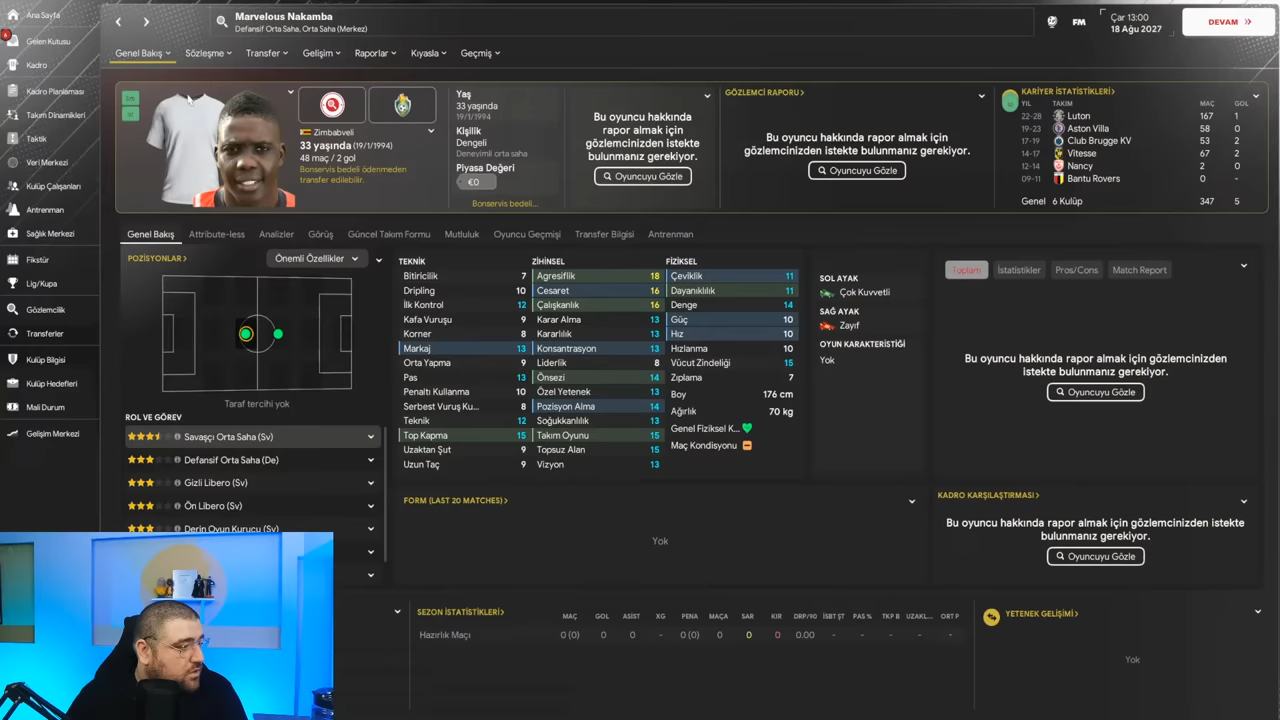 Ana Sayfa
Gelen Kutusu
Kadro
Kadro Planlaması
Takım Dinamikleri
Taktik
Veri Merkezi
Kulüp Çalışanları
Antrenman
Sağlık Merkezi
Fikstür
Lig/Kupa
Gözlemcilik
Transferler
Kulüp Bilgisi
Kulüp Hedefleri
Mali Durum
Gelişim Merkezi
Marvelous Nakamba
Defansif Orta Saha, Orta Saha (Merkez)
FM
Çar 13:00
18 Ağu 2027
DEVAM
Genel Bakış
Sözleşme
Transfer
Gelişim
Raporlar
Kıyasla
Geçmiş
Zimbabveli
33 yaşında (19/1/1994)
48 maç / 2 gol
Bonservis bedeli ödenmeden
transfer edilebilir.
Yaş
33 yaşında
19/1/1994
Kişilik
Dengeli
Deneyimli orta saha
Piyasa Değeri
€0
Bonservis bedeli...
Bu oyuncu hakkında
rapor almak için
gözlemcinizden istekte
bulunmanız gerekiyor.
Oyuncuyu Gözle
GÖZLEMCİ RAPORU
Bu oyuncu hakkında rapor almak için
gözlemcinizden istekte bulunmanız gerekiyor.
Oyuncuyu Gözle
KARİYER İSTATİSTİKLERİ
YIL TAKIM MAÇ GOL
22-28 Luton 167 1
19-23 Aston Villa 58 0
17-19 Club Brugge KV 53 2
14-17 Vitesse 67 2
12-14 Nancy 2 0
09-11 Bantu Rovers 0 -
Genel 6 Kulüp 347 5
Genel Bakış
Attribute-less
Analizler
Görüş
Güncel Takım Formu
Mutluluk
Oyuncu Geçmişi
Transfer Bilgisi
Antrenman
POZİSYONLAR
Önemli Özellikler
Taraf tercihi yok
ROL VE GÖREV
Savaşçı Orta Saha (Sv)
Defansif Orta Saha (De)
Gizli Libero (Sv)
Ön Libero (Sv)
Derin Oyun Kurucu (Sv)
TEKNİK
Bitiricilik 7
Dripling 10
İlk Kontrol 12
Kafa Vuruşu 9
Korner 8
Markaj 13
Orta Yapma 9
Pas 13
Penaltı Kullanma 10
Serbest Vuruş Ku... 8
Teknik 12
Top Kapma 15
Uzaktan Şut 9
Uzun Taç 9
ZİHİNSEL
Agresiflik 18
Cesaret 16
Çalışkanlık 16
Karar Alma 13
Kararlılık 13
Konsantrasyon 13
Liderlik 8
Önsezi 14
Özel Yetenek 13
Pozisyon Alma 14
Soğukkanlılık 13
Takım Oyunu 15
Topsuz Alan 15
Vizyon 13
FİZİKSEL
Çeviklik 11
Dayanıklılık 11
Denge 14
Güç 10
Hız 10
Hızlanma 10
Vücut Zindeliği 15
Zıplama 7
Boy 176 cm
Ağırlık 70 kg
Genel Fiziksel K...
Maç Kondisyonu
SOL AYAK
Çok Kuvvetli
SAĞ AYAK
Zayıf
OYUN KARAKTERİSTİĞİ
Yok
Toplam
İstatistikler
Pros/Cons
Match Report
Bu oyuncu hakkında rapor almak için gözlemcinizden
istekte bulunmanız gerekiyor.
Oyuncuyu Gözle
FORM (LAST 20 MATCHES)
Yok
KADRO KARŞILAŞTIRMASI
Bu oyuncu hakkında rapor almak için gözlemcinizden istekte
bulunmanız gerekiyor.
Oyuncuyu Gözle
SEZON İSTATİSTİKLERİ
MAÇ GOL ASİST XG PENA MAÇA SAR KIR DRP/90 İSBT ŞT PAS % TKP B UZAKL... ORT P
Hazırlık Maçı 0 (0) 0 0 - 0 (0) 0 0 0 0.00 - - - - -
YETENEK GELİŞİMİ
Yok